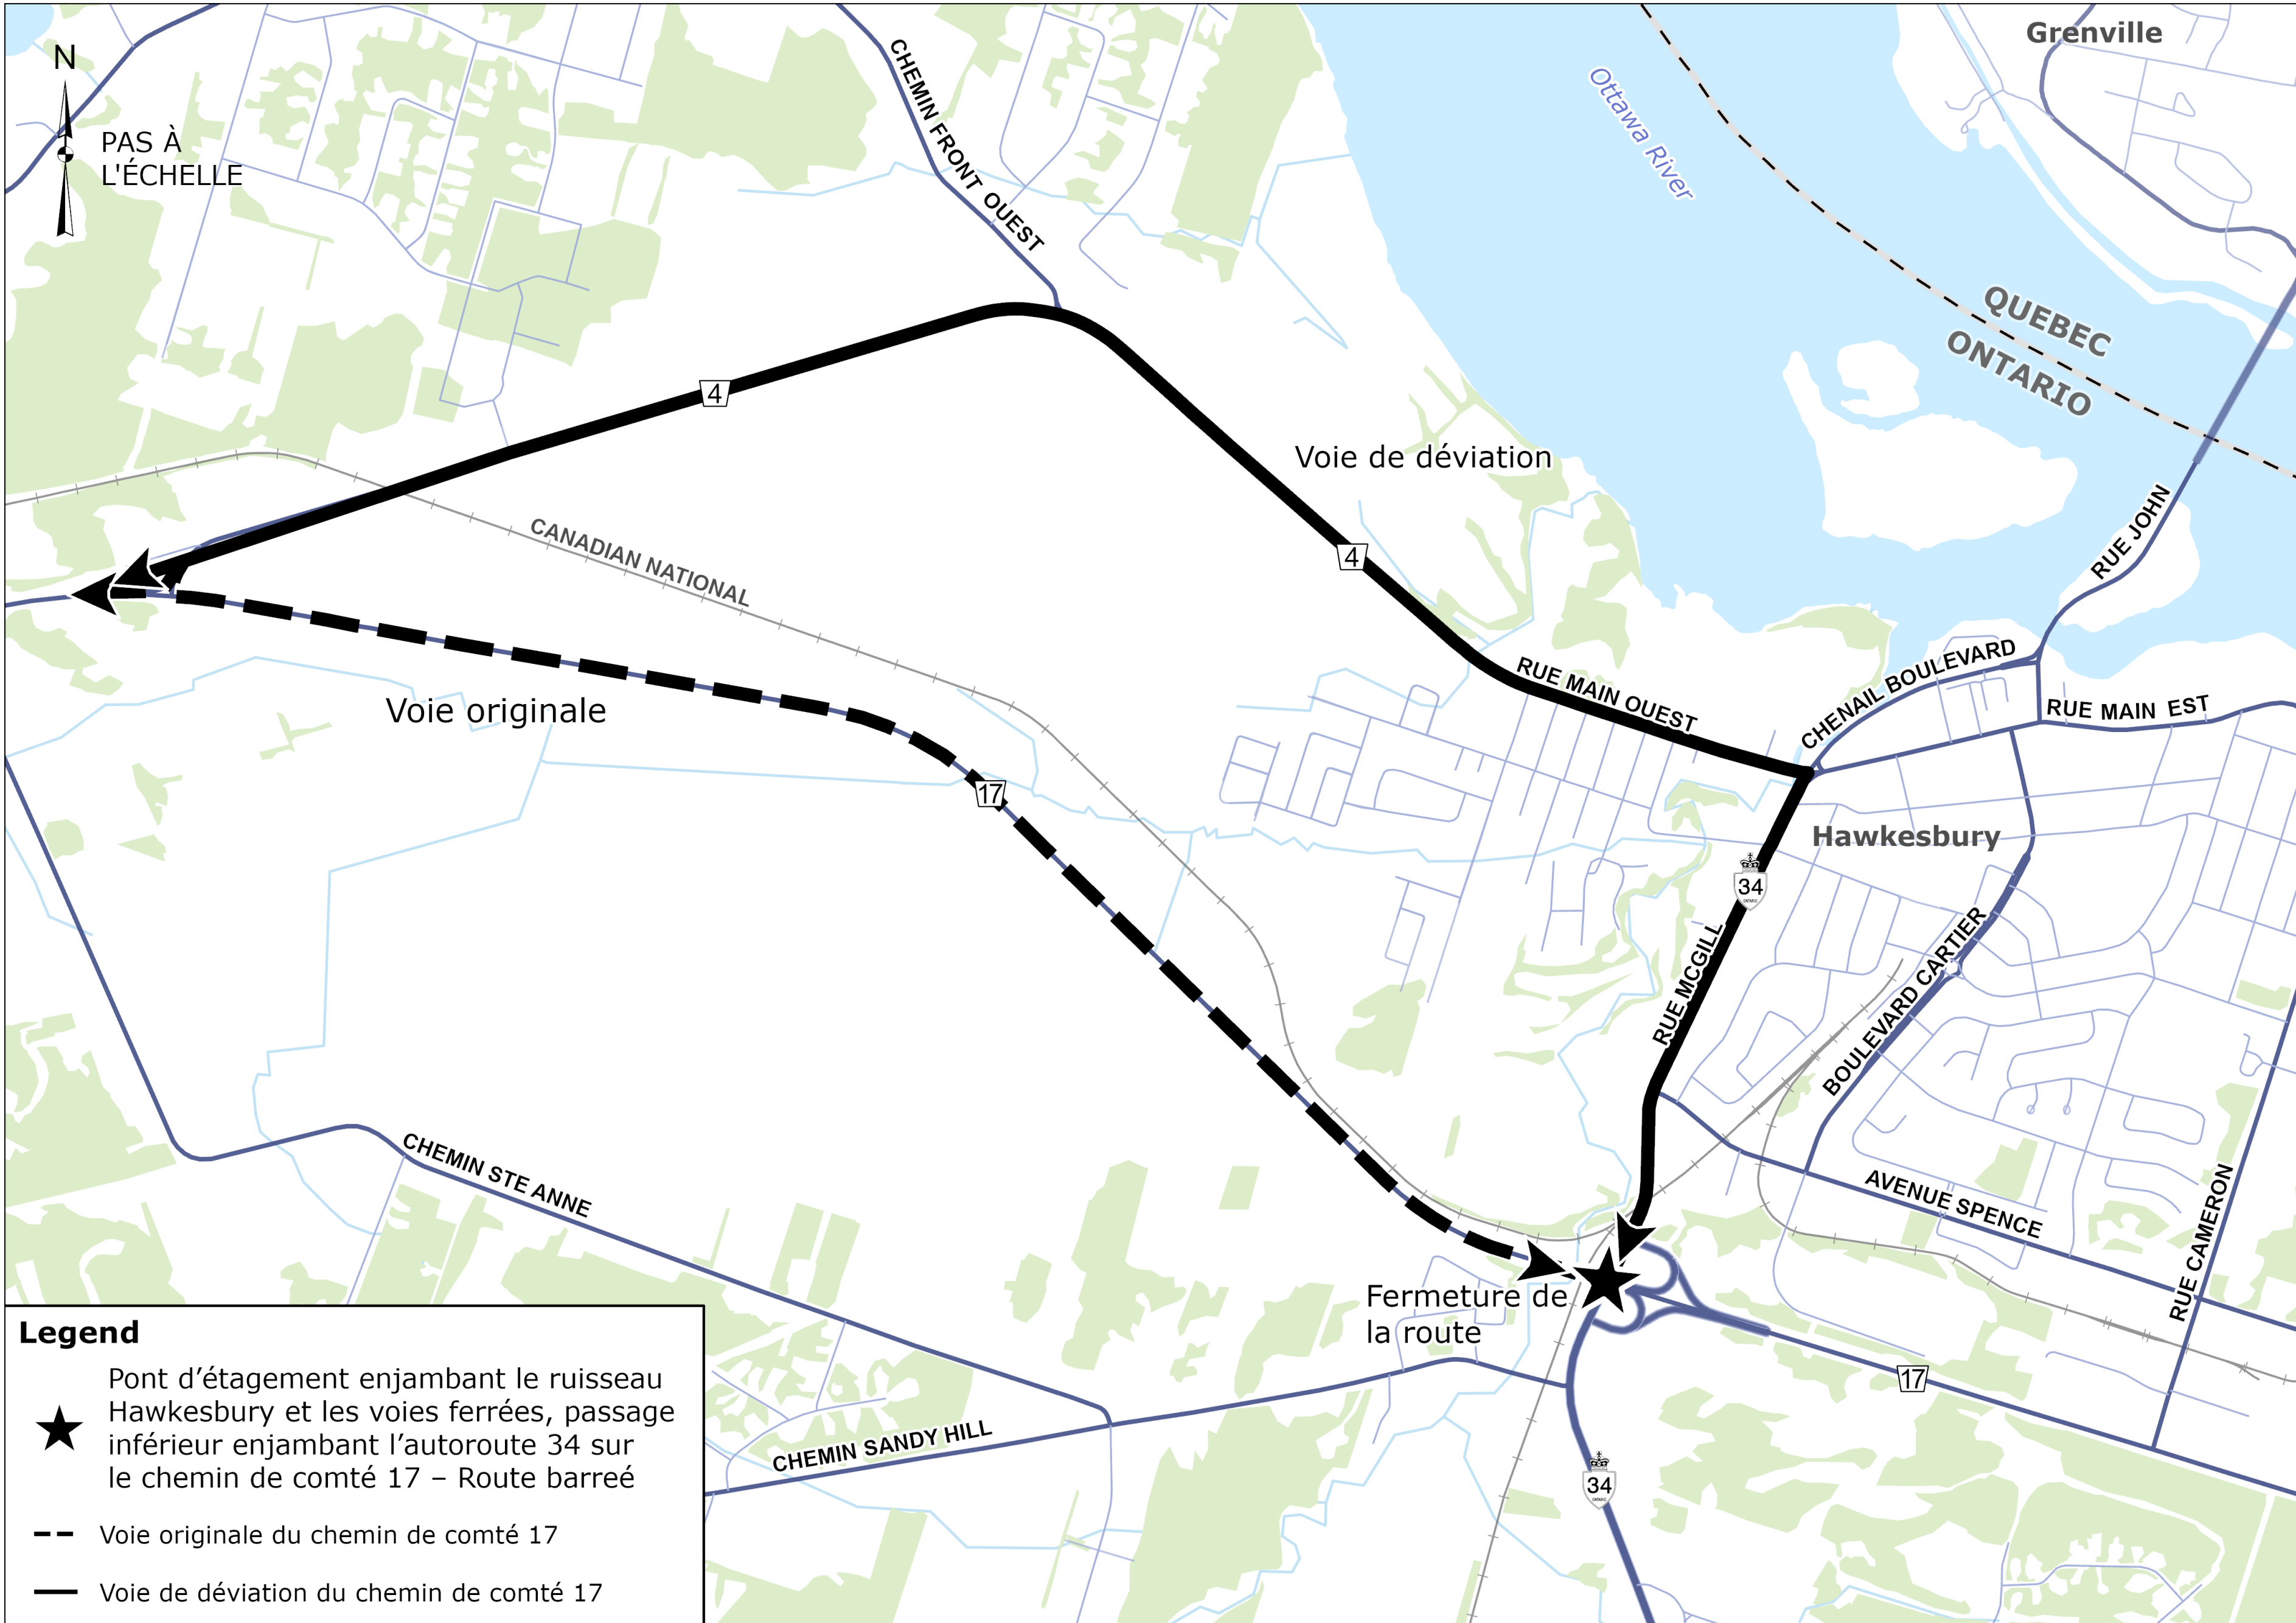 N
PAS À
L'ÉCHELLE
CHEMIN FRONT OUEST
Ottawa River
Grenville
QUEBEC
ONTARIO
4
Voie de déviation
4
CANADIAN NATIONAL
RUE JOHN
Voie originale
RUE MAIN OUEST
CHENAIL BOULEVARD
RUE MAIN EST
17
Hawkesbury
34
ONTARIO
RUE MCGILL
BOULEVARD CARTIER
CHEMIN STE ANNE
AVENUE SPENCE
RUE CAMERON
Fermeture de
la route
17
CHEMIN SANDY HILL
34
ONTARIO
Legend
Pont d’étagement enjambant le ruisseau
Hawkesbury et les voies ferrées, passage
inférieur enjambant l’autoroute 34 sur
le chemin de comté 17 – Route barreé
Voie originale du chemin de comté 17
Voie de déviation du chemin de comté 17